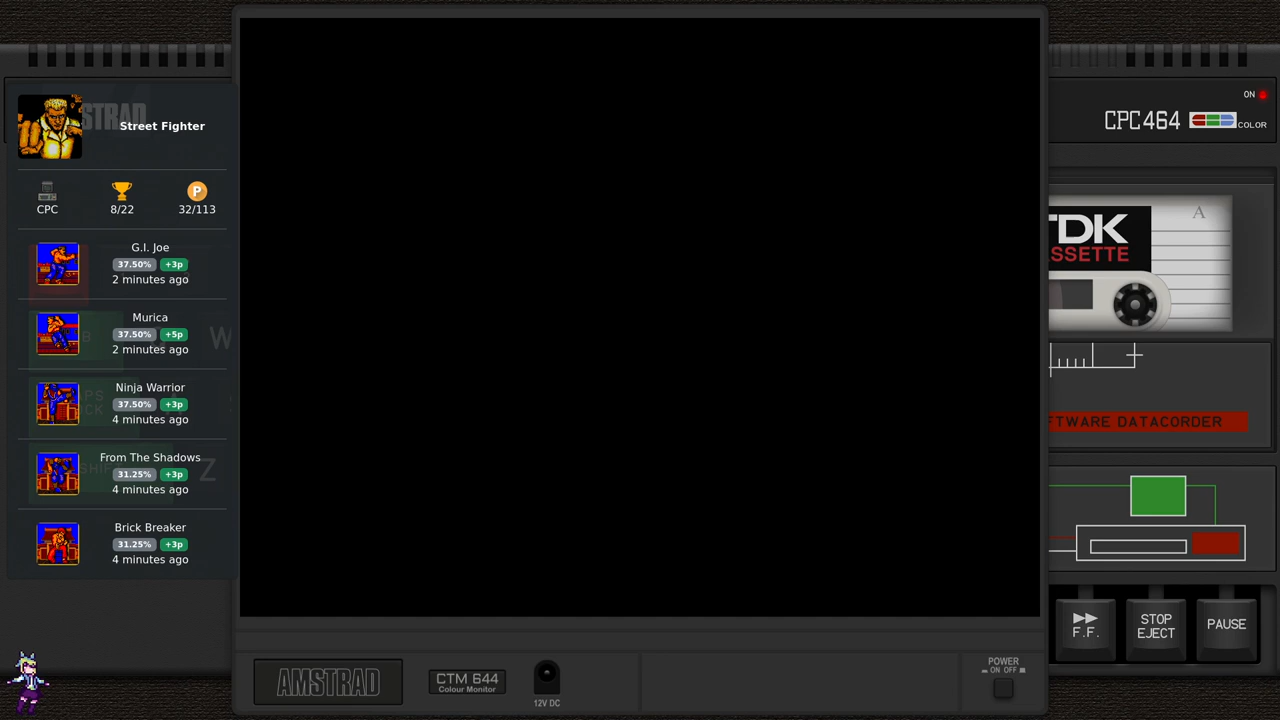 STRAD
Street Fighter
CPC
8/22
P
32/113
G.I. Joe
37.50% +3p
2 minutes ago
Murica
37.50% +5p
2 minutes ago
Ninja Warrior
37.50% +3p
4 minutes ago
From The Shadows
31.25% +3p
4 minutes ago
Brick Breaker
31.25% +3p
4 minutes ago
W
Z
SHIFT
AMSTRAD
CTM 644
Colour Monitor
12V DC
POWER
ON OFF
ON
CPC464
COLOR
A
TDK
SSETTE
FTWARE DATACORDER
F.F.
STOP
EJECT
PAUSE